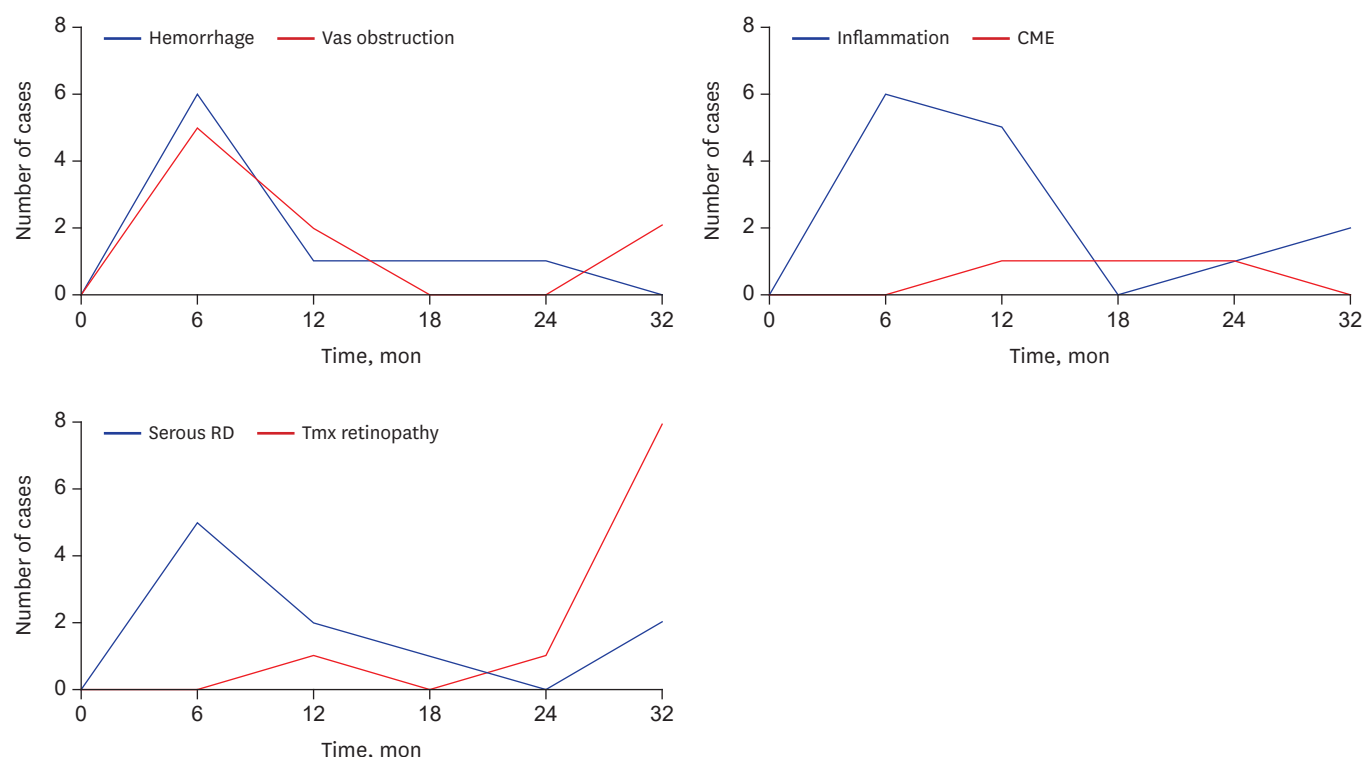 8
Hemorrhage Vas obstruction
6
4
2
0
Number of cases
0 6 12 18 24 32
Time, mon
8
Inflammation CME
6
4
2
0
Number of cases
0 6 12 18 24 32
Time, mon
8
Serous RD Tmx retinopathy
6
4
2
0
Number of cases
0 6 12 18 24 32
Time, mon